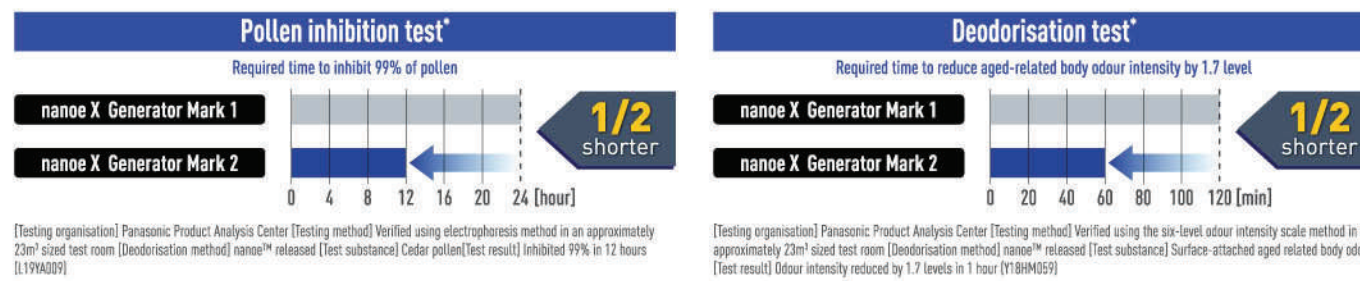 Pollen inhibition test*
Required time to inhibit 99% of pollen
nanoe X Generator Mark 1
nanoe X Generator Mark 2
0 4 8 12 16 20 24 [hour]
1/2
shorter
[Testing organisation] Panasonic Product Analysis Center [Testing method] Verified using electrophoresis method in an approximately
23m³ sized test room [Deodorisation method] nanoe™ released [Test substance] Cedar pollen[Test result] Inhibited 99% in 12 hours
[L19YA009]
Deodorisation test*
Required time to reduce aged-related body odour intensity by 1.7 level
nanoe X Generator Mark 1
nanoe X Generator Mark 2
0 20 40 60 80 100 120 [min]
1/2
shorter
[Testing organisation] Panasonic Product Analysis Center [Testing method] Verified using the six-level odour intensity scale method in
approximately 23m³ sized test room [Deodorisation method] nanoe™ released [Test substance] Surface-attached aged related body
[Test result] Odour intensity reduced by 1.7 levels in 1 hour (Y18HM059)